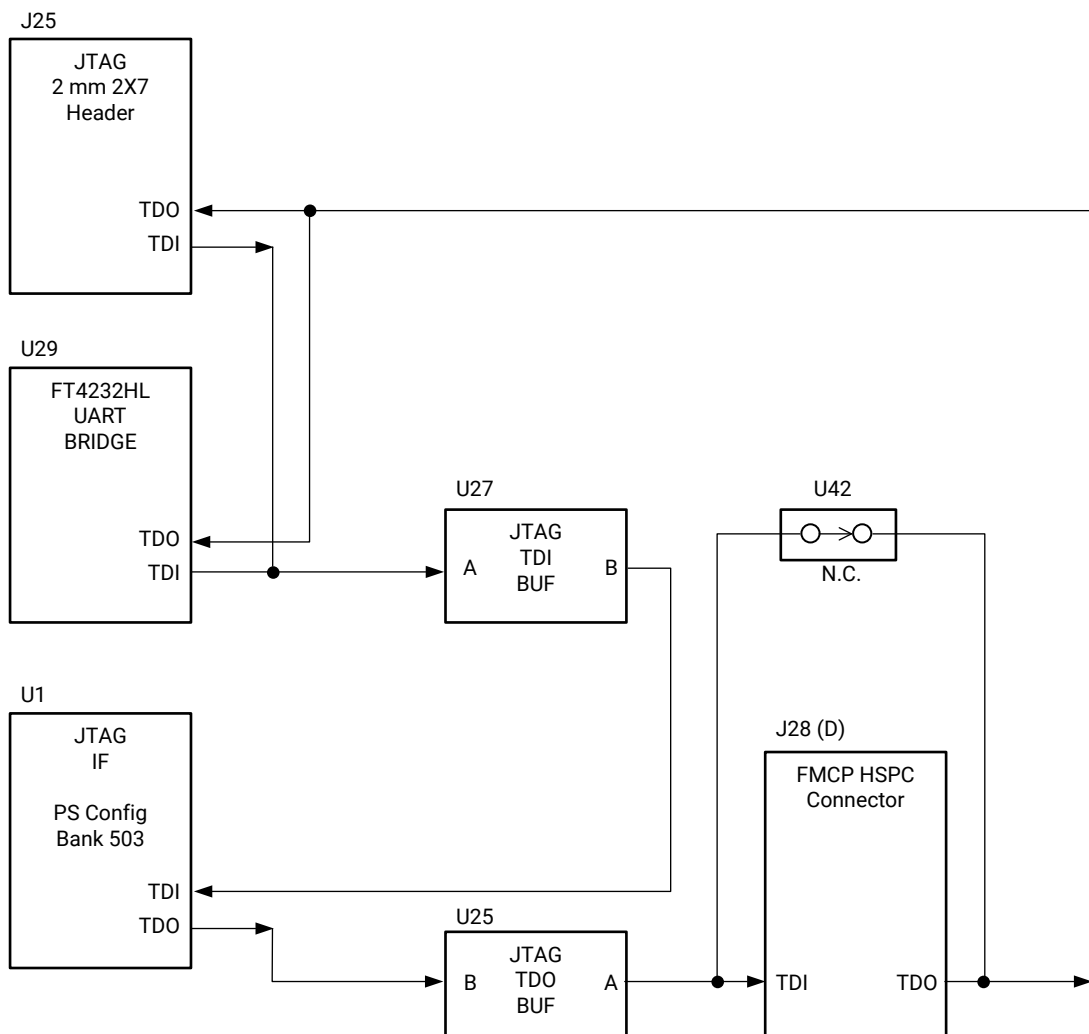 J25
JTAG
2 mm 2X7
Header
TDO
TDI
U29
FT4232HL
UART
BRIDGE
TDO
TDI
U27
JTAG
TDI
BUF
A
B
U42
N.C.
U1
JTAG
IF
PS Config
Bank 503
TDI
TDO
U25
JTAG
TDO
BUF
B
A
J28 (D)
FMCP HSPC
Connector
TDI
TDO